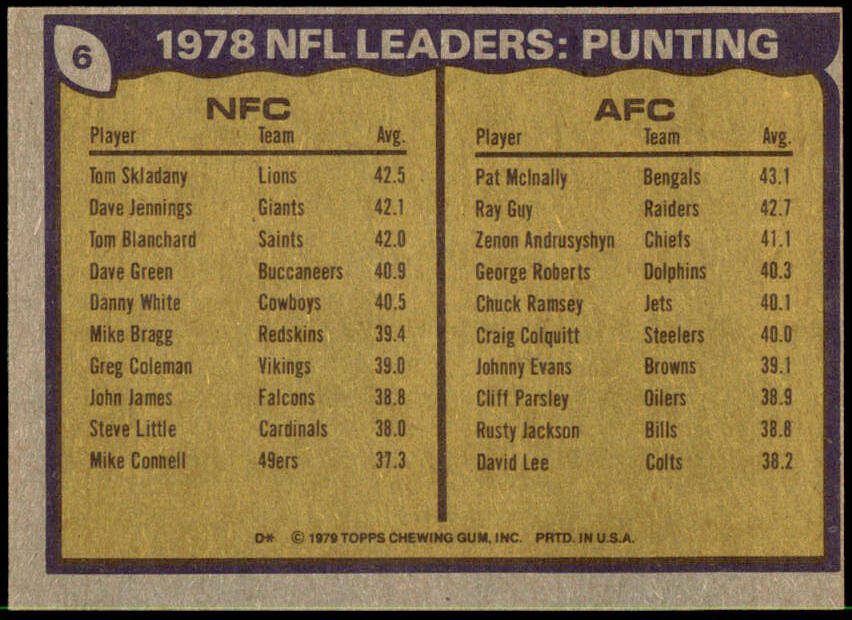 6
1978 NFL LEADERS: PUNTING
NFC
Player Team Avg.
Tom Skladany Lions 42.5
Dave Jennings Giants 42.1
Tom Blanchard Saints 42.0
Dave Green Buccaneers 40.9
Danny White Cowboys 40.5
Mike Bragg Redskins 39.4
Greg Coleman Vikings 39.0
John James Falcons 38.8
Steve Little Cardinals 38.0
Mike Connell 49ers 37.3
AFC
Player Team Avg.
Pat McInally Bengals 43.1
Ray Guy Raiders 42.7
Zenon Andrusyshyn Chiefs 41.1
George Roberts Dolphins 40.3
Chuck Ramsey Jets 40.1
Craig Colquitt Steelers 40.0
Johnny Evans Browns 39.1
Cliff Parsley Oilers 38.9
Rusty Jackson Bills 38.8
David Lee Colts 38.2
D* © 1979 TOPPS CHEWING GUM, INC. PRTD. IN U.S.A.